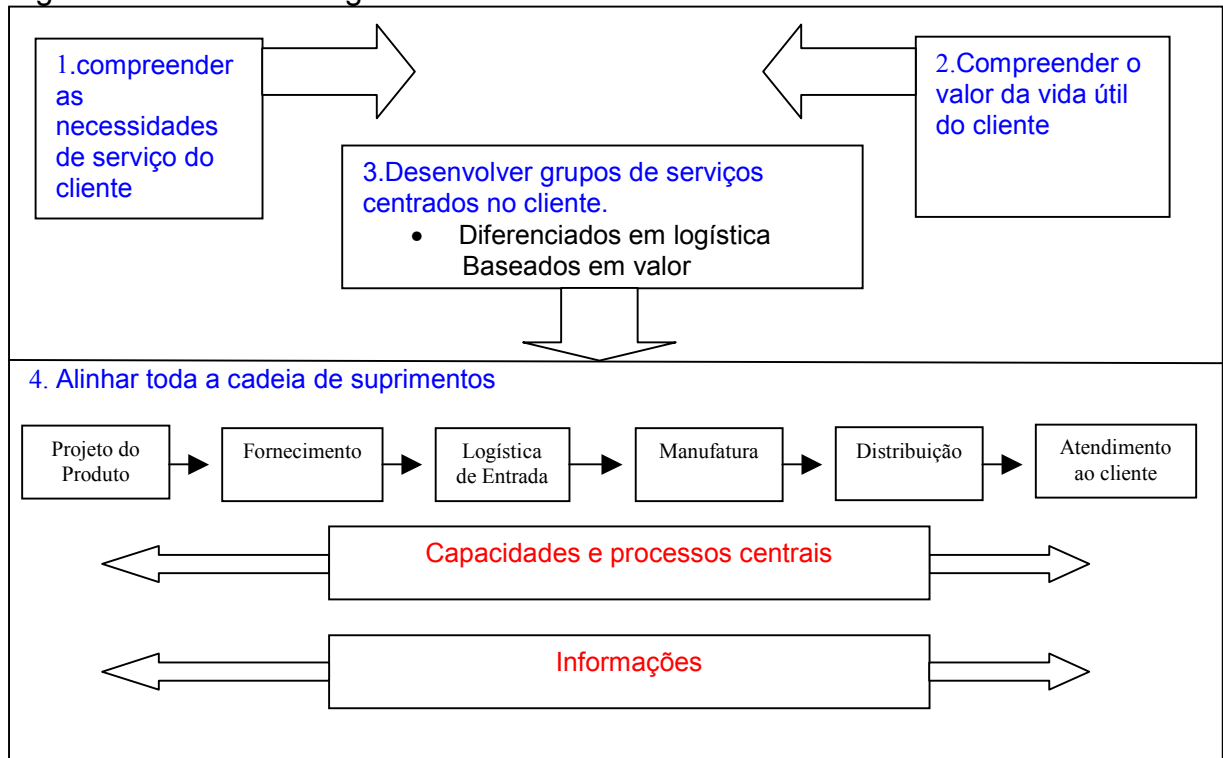 1.compreender
as
necessidades
de serviço do
cliente
2.Compreender o
valor da vida útil
do cliente
3.Desenvolver grupos de serviços
centrados no cliente.
• Diferenciados em logística
Baseados em valor
4. Alinhar toda a cadeia de suprimentos
Projeto do
Produto
Fornecimento
Logística
de Entrada
Manufatura
Distribuição
Atendimento
ao cliente
Capacidades e processos centrais
Informações